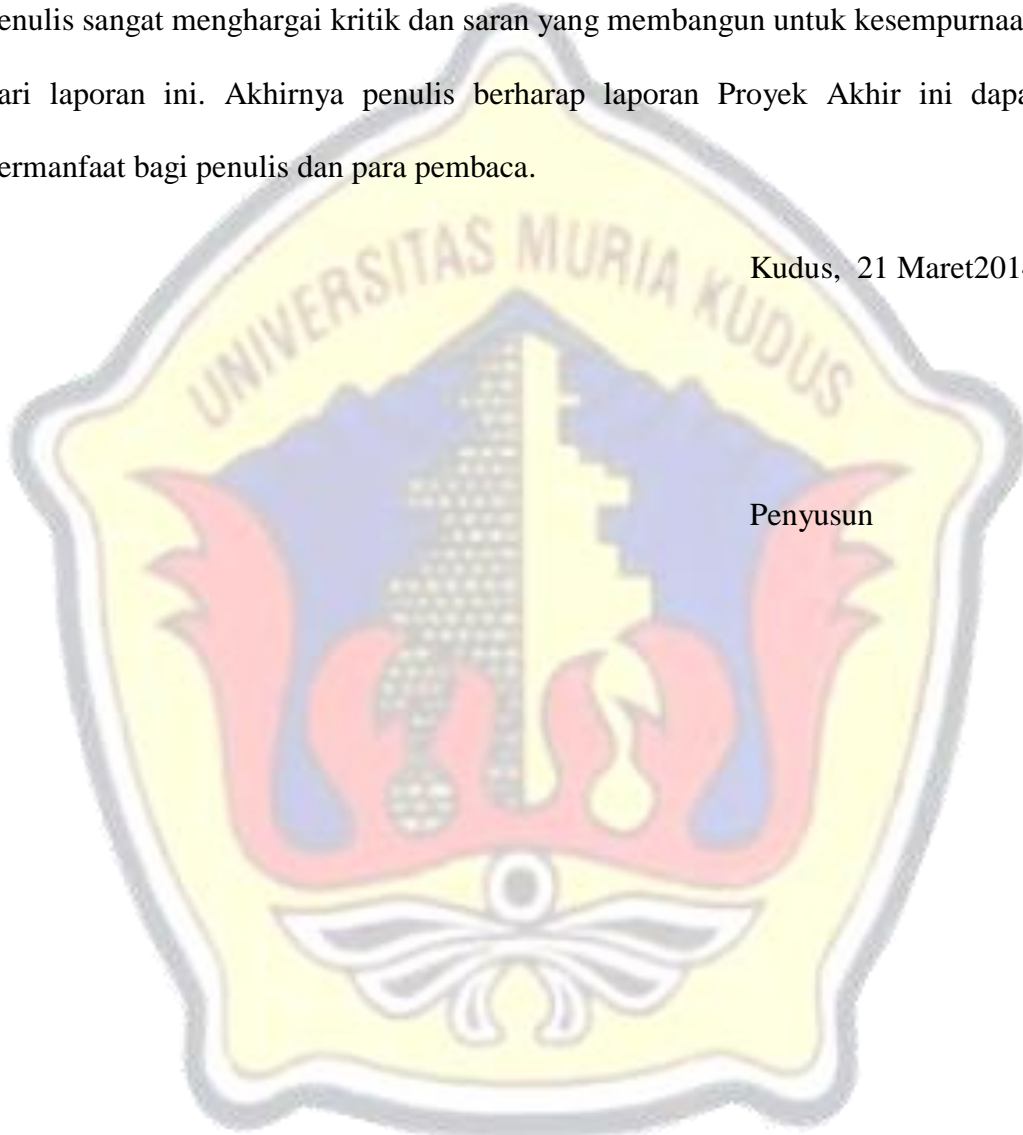 enulis sangat menghargai kritik dan saran yang membangun untuk kesempurnaa
ari laporan ini. Akhirnya penulis berharap laporan Proyek Akhir ini dapa
ermanfaat bagi penulis dan para pembaca.
UNIVERSITAS MURIA KUDUS
Kudus, 21 Maret201
Penyusun